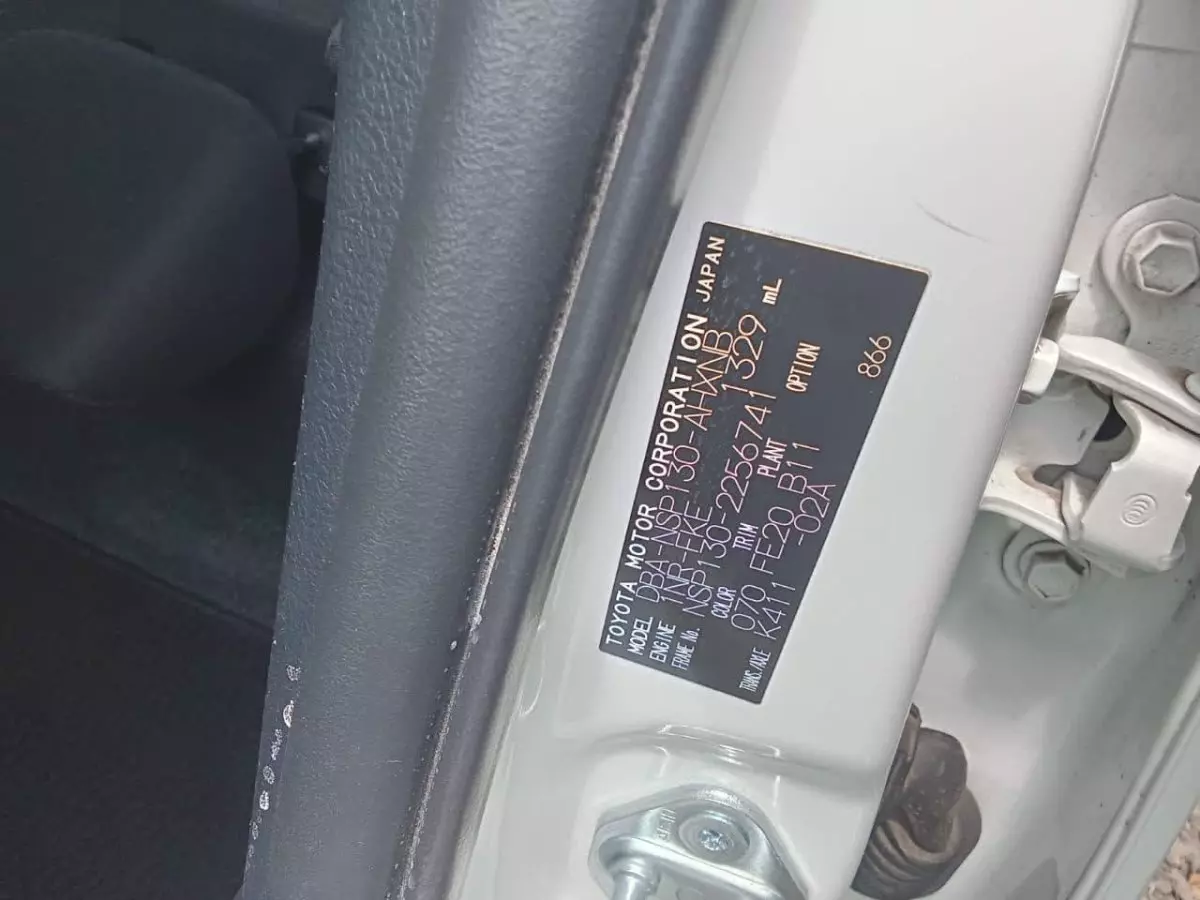 TOYOTA MOTOR CORPORATION JAPAN
MODEL DBA-NSP130-AHXNB
ENGINE 1NR-FKE 1329 mL
FRAME No. NSP130-2256741
COLOR TRIM PLANT OPTION
070 FE20 B11
TRANS./AXLE K411 -02A
866